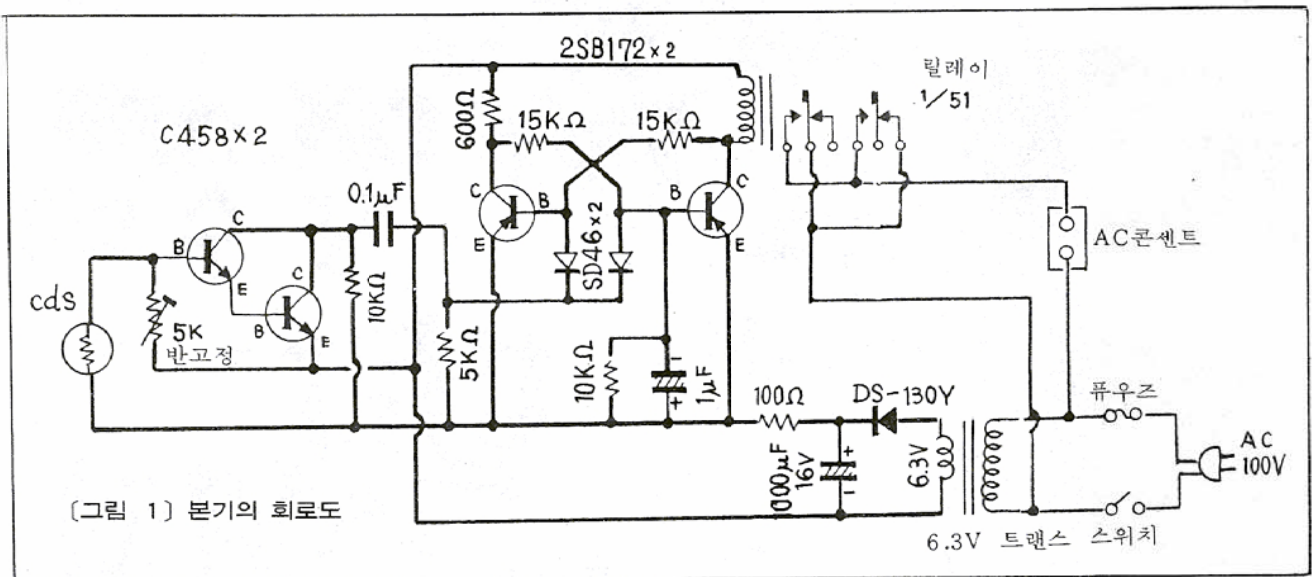 2SB172×2
릴레이
1/51
C458×2
600Ω
15KΩ
15KΩ
0.1μF
C
B
E
C
B
E
C
B
E
C
B
E
SD46×2
AC콘센트
cdS
5K
반고정
10KΩ
5KΩ
10KΩ
1μF
-
+
100Ω
DS-130Y
퓨우즈
1000μF
16V
+
-
6.3V
AC
100V
6.3V 트랜스
스위치
〔그림 1〕 본기의 회로도